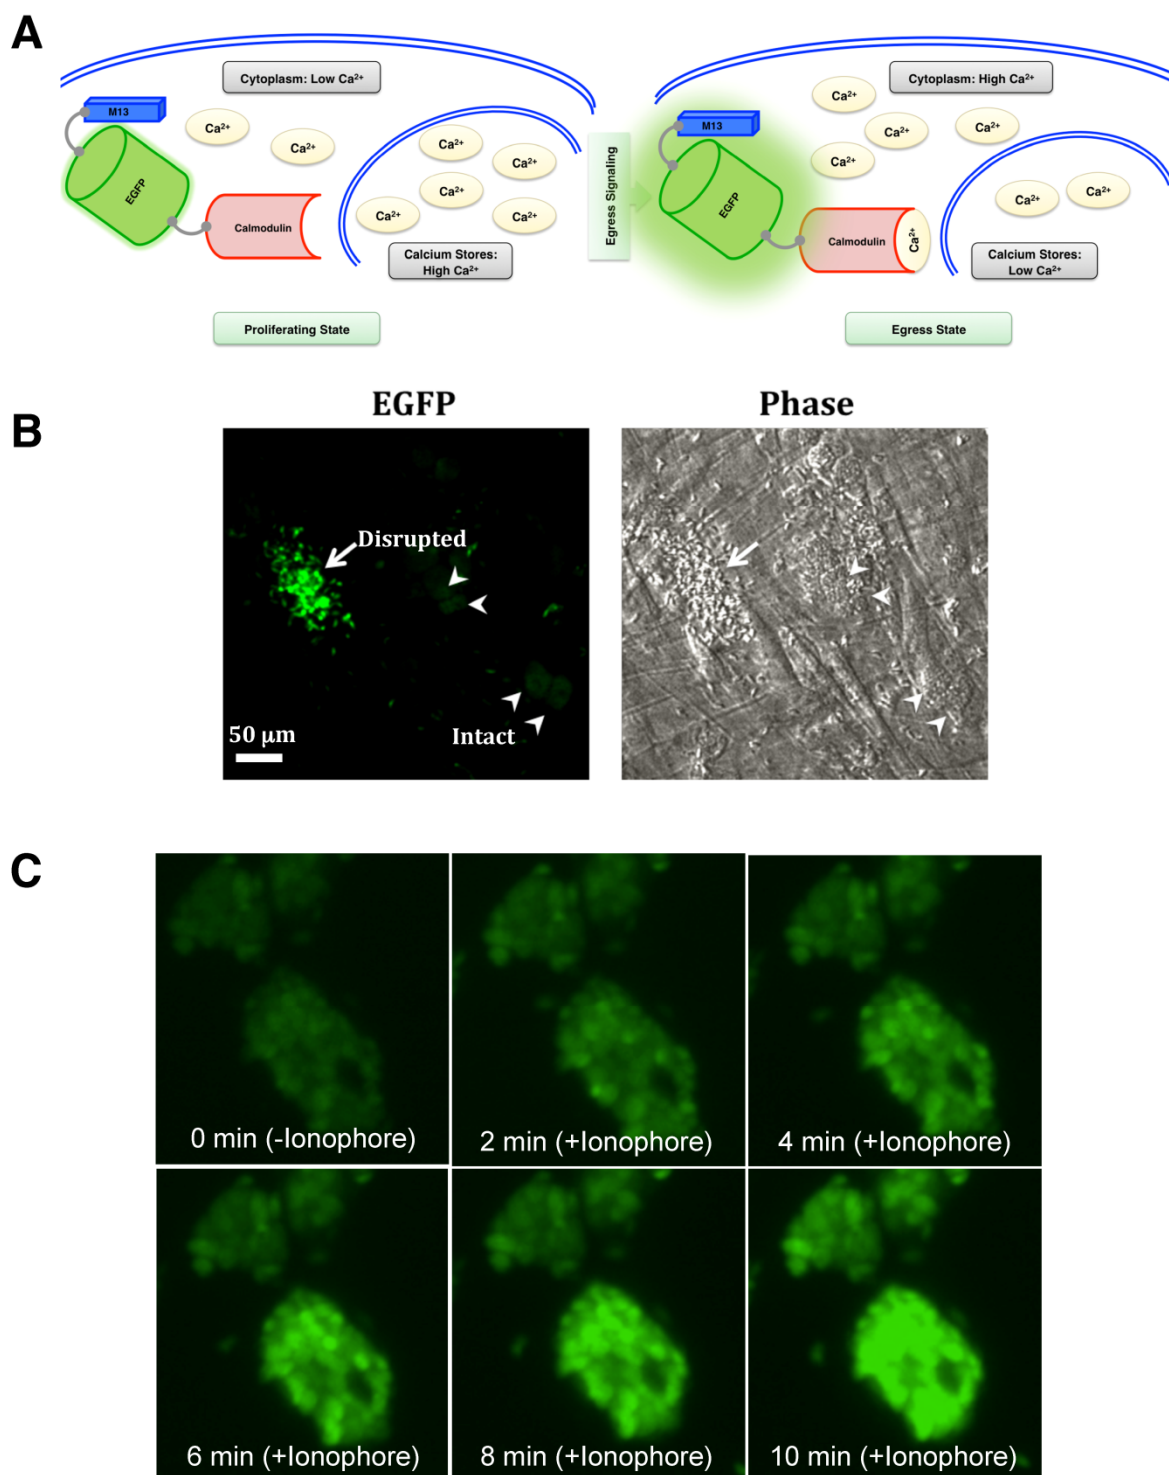 A
Cytoplasm: Low Ca²⁺
M13
Ca²⁺
Ca²⁺
EGFP
Calmodulin
Ca²⁺
Ca²⁺
Ca²⁺
Ca²⁺
Ca²⁺
Calcium Stores:
High Ca²⁺
Proliferating State
Egress Signaling
Cytoplasm: High Ca²⁺
M13
Ca²⁺
Ca²⁺
Ca²⁺
Ca²⁺
EGFP
Calmodulin
Ca²⁺
Ca²⁺
Ca²⁺
Calcium Stores:
Low Ca²⁺
Egress State
B
EGFP
Phase
Disrupted
Intact
50 µm
C
0 min (-Ionophore)
2 min (+Ionophore)
4 min (+Ionophore)
6 min (+Ionophore)
8 min (+Ionophore)
10 min (+Ionophore)